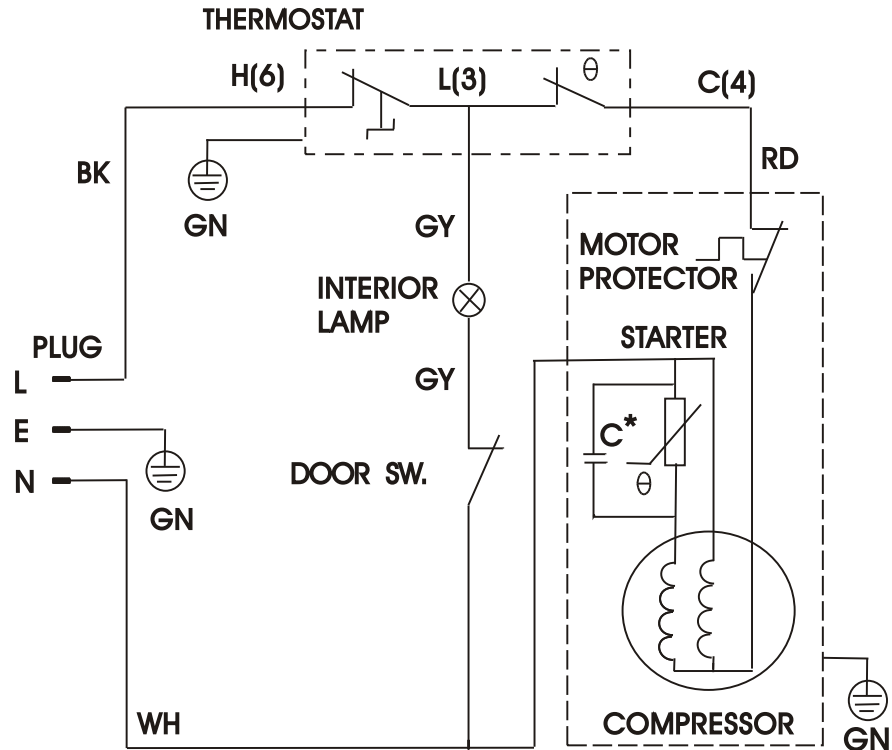 THERMOSTAT
H(6)
L(3)
θ
C(4)
BK
RD
GN
GY
MOTOR
PROTECTOR
INTERIOR
LAMP
PLUG
STARTER
L
GY
E
C*
N
DOOR SW.
θ
GN
WH
COMPRESSOR
GN